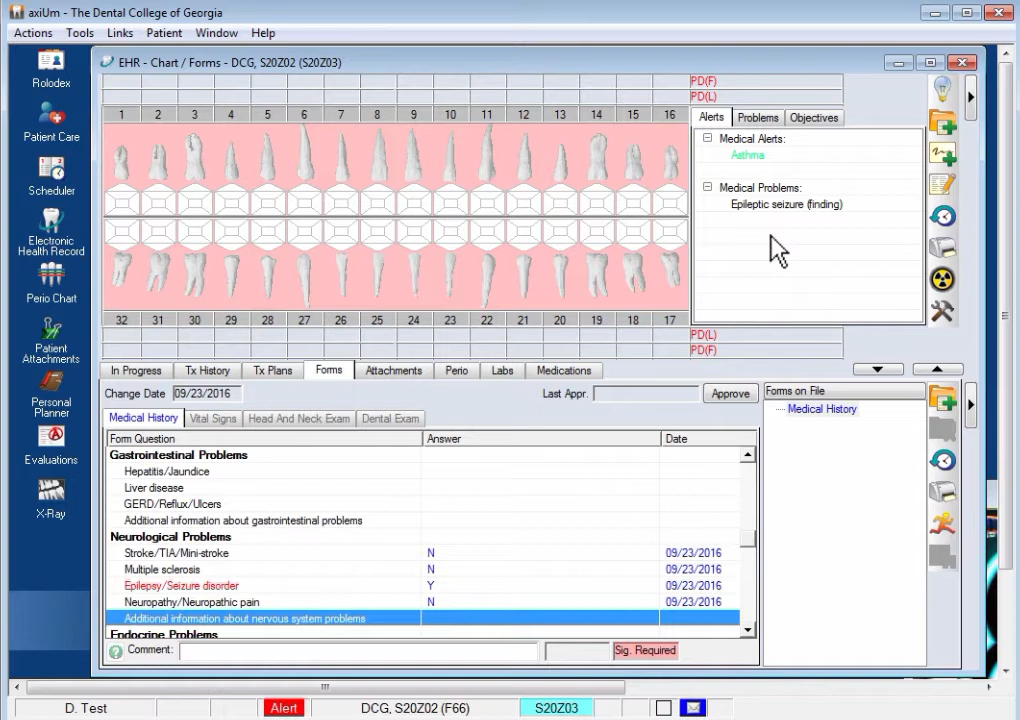 axiUm - The Dental College of Georgia
Actions Tools Links Patient Window Help
Rolodex
Patient Care
Scheduler
Electronic
Health Record
Perio Chart
Patient
Attachments
Personal
Planner
Evaluations
X-Ray
EHR - Chart / Forms - DCG, S20Z02 (S20Z03)
PD(F)
PD(L)
1 2 3 4 5 6 7 8 9 10 11 12 13 14 15 16
32 31 30 29 28 27 26 25 24 23 22 21 20 19 18 17
PD(L)
PD(F)
Alerts Problems Objectives
Medical Alerts:
Asthma
Medical Problems:
Epileptic seizure (finding)
In Progress Tx History Tx Plans Forms Attachments Perio Labs Medications
Change Date 09/23/2016 Last Appr. Approve
Medical History Vital Signs Head And Neck Exam Dental Exam
Form Question Answer Date
Gastrointestinal Problems
Hepatitis/Jaundice
Liver disease
GERD/Reflux/Ulcers
Additional information about gastrointestinal problems
Neurological Problems
Stroke/TIA/Mini-stroke N 09/23/2016
Multiple sclerosis N 09/23/2016
Epilepsy/Seizure disorder Y 09/23/2016
Neuropathy/Neuropathic pain N 09/23/2016
Additional information about nervous system problems
Endocrine Problems
Comment: Sig. Required
Forms on File
Medical History
D. Test Alert DCG, S20Z02 (F66) S20Z03